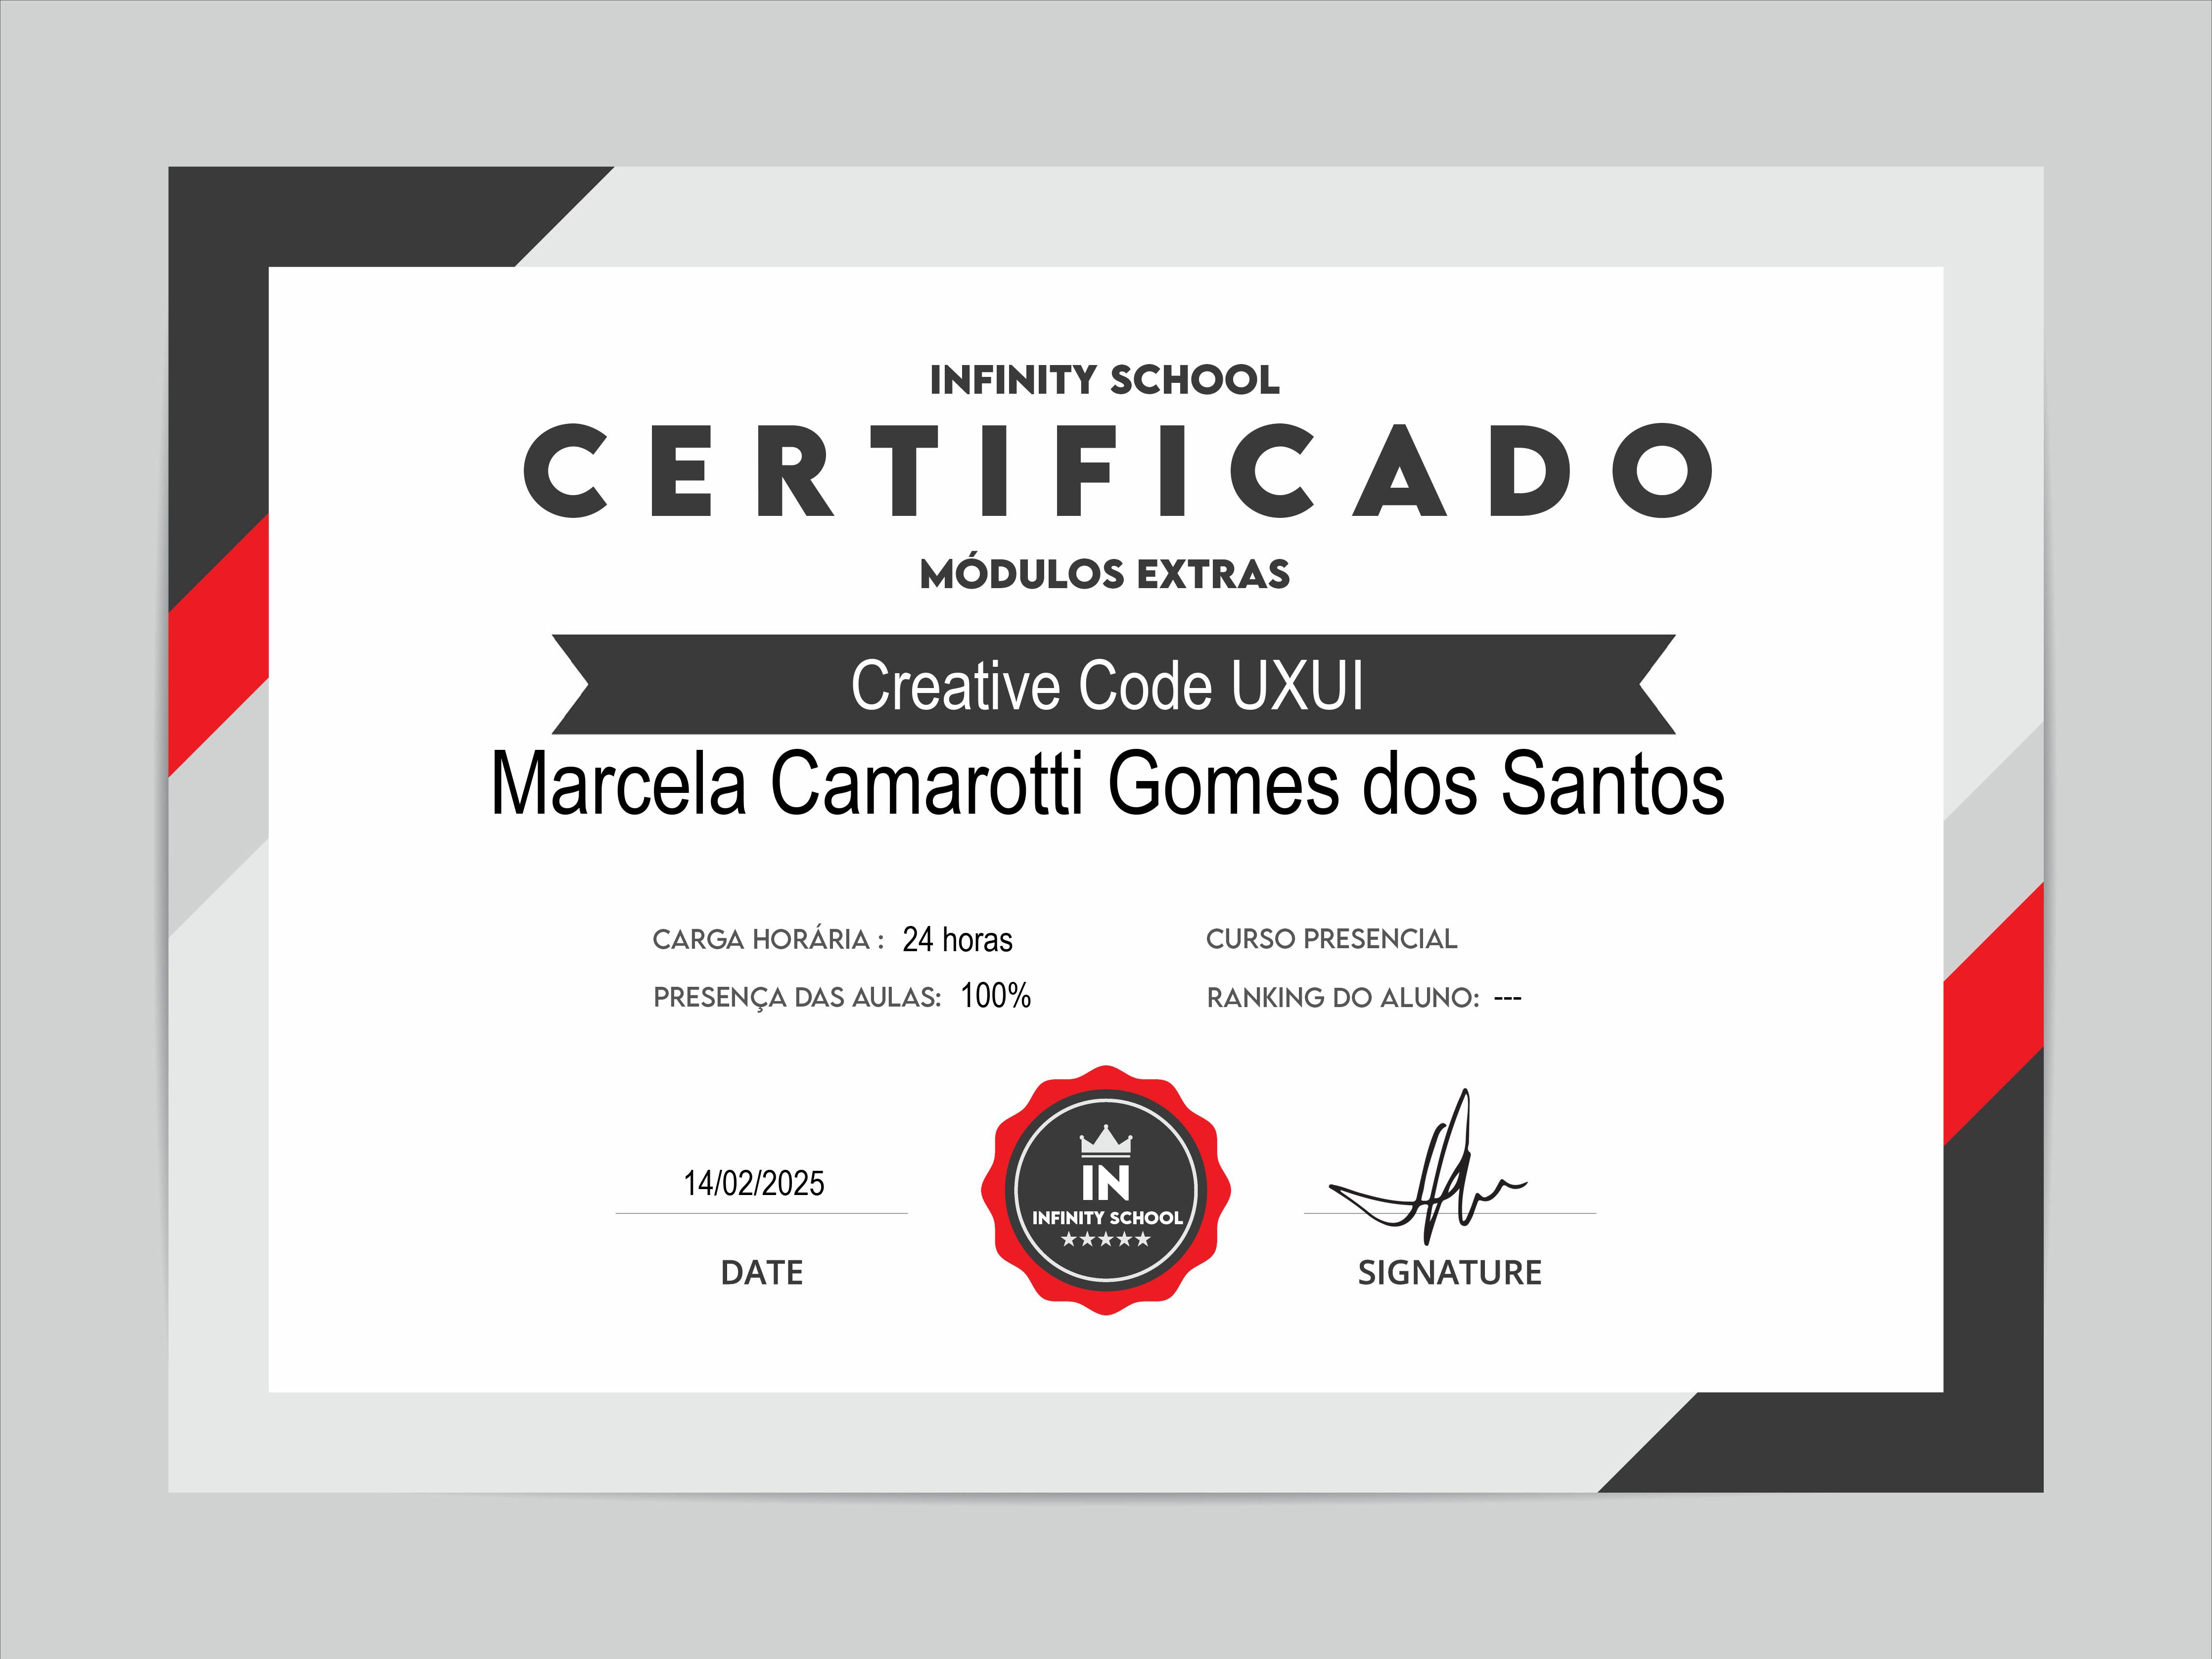 INFINITY SCHOOL
CERTIFICADO
MÓDULOS EXTRAS
Creative Code UXUI
Marcela Camarotti Gomes dos Santos
CARGA HORÁRIA : 24 horas
CURSO PRESENCIAL
PRESENÇA DAS AULAS: 100%
RANKING DO ALUNO: ---
14/02/2025
DATE
IN
INFINITY SCHOOL
SIGNATURE